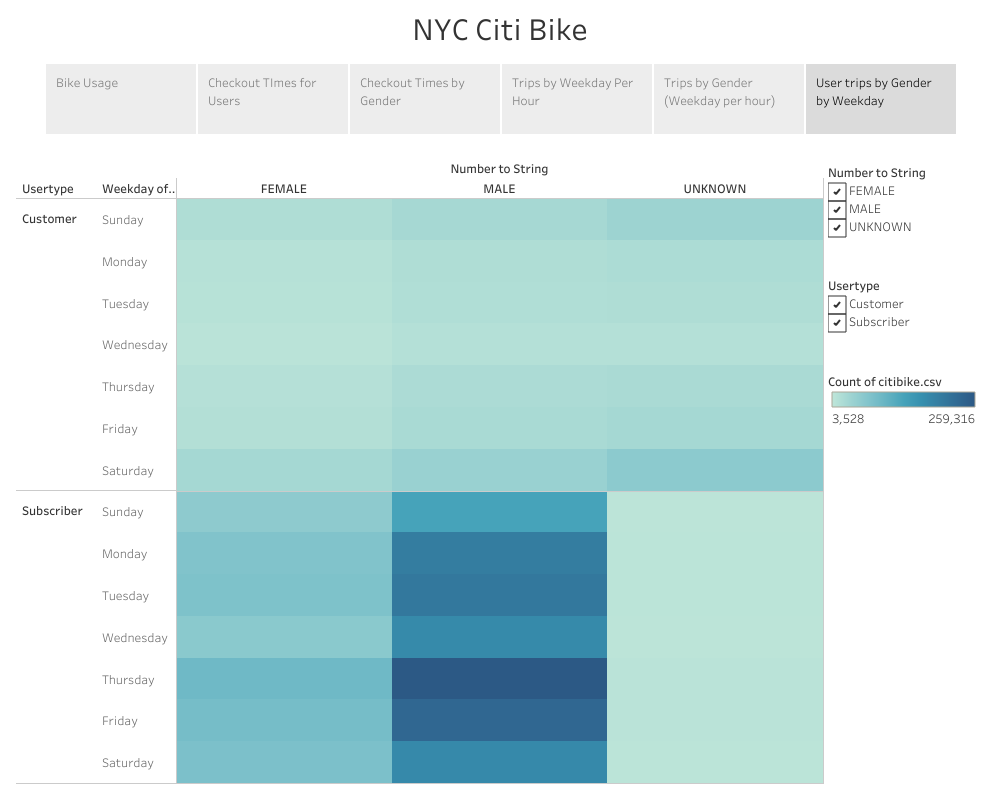 NYC Citi Bike
Bike Usage
Checkout TImes for
Users
Checkout Times by
Gender
Trips by Weekday Per
Hour
Trips by Gender
(Weekday per hour)
User trips by Gender
by Weekday
Number to String
Usertype Weekday of.. FEMALE MALE UNKNOWN
Customer Sunday
Monday
Tuesday
Wednesday
Thursday
Friday
Saturday
Subscriber Sunday
Monday
Tuesday
Wednesday
Thursday
Friday
Saturday
Number to String
FEMALE
MALE
UNKNOWN
Usertype
Customer
Subscriber
Count of citibike.csv
3,528 259,316